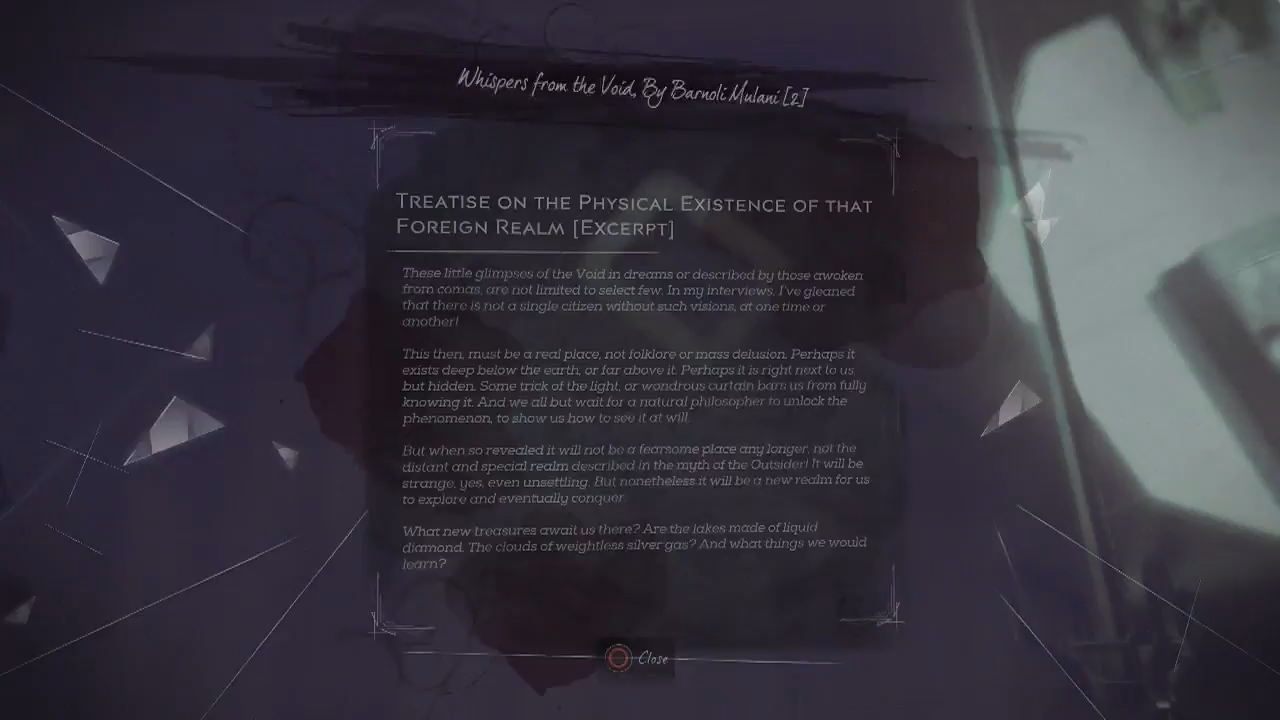 Whispers from the Void, By Barnoli Mulani [2]
Treatise on the Physical Existence of that
Foreign Realm [Excerpt]
These little glimpses of the Void in dreams or described by those awoken
from comas, are not limited to select few. In my interviews, I've gleaned
that there is not a single citizen without such visions, at one time or
another!
This then, must be a real place, not folklore or mass delusion. Perhaps it
exists deep below the earth, or far above it. Perhaps it is right next to us,
but hidden. Some trick of the light, or wondrous curtain bars us from fully
knowing it. And we all but wait for a natural philosopher to unlock the
phenomenon, to show us how to see it at will.
But when so revealed it will not be a fearsome place any longer, not the
distant and special realm described in the myth of the Outsider! It will be
strange, yes, even unsettling. But nonetheless it will be a new realm for us
to explore and eventually conquer.
What new treasures await us there? Are the lakes made of liquid
diamond. The clouds of weightless silver gas? And what things we would
learn?
Close